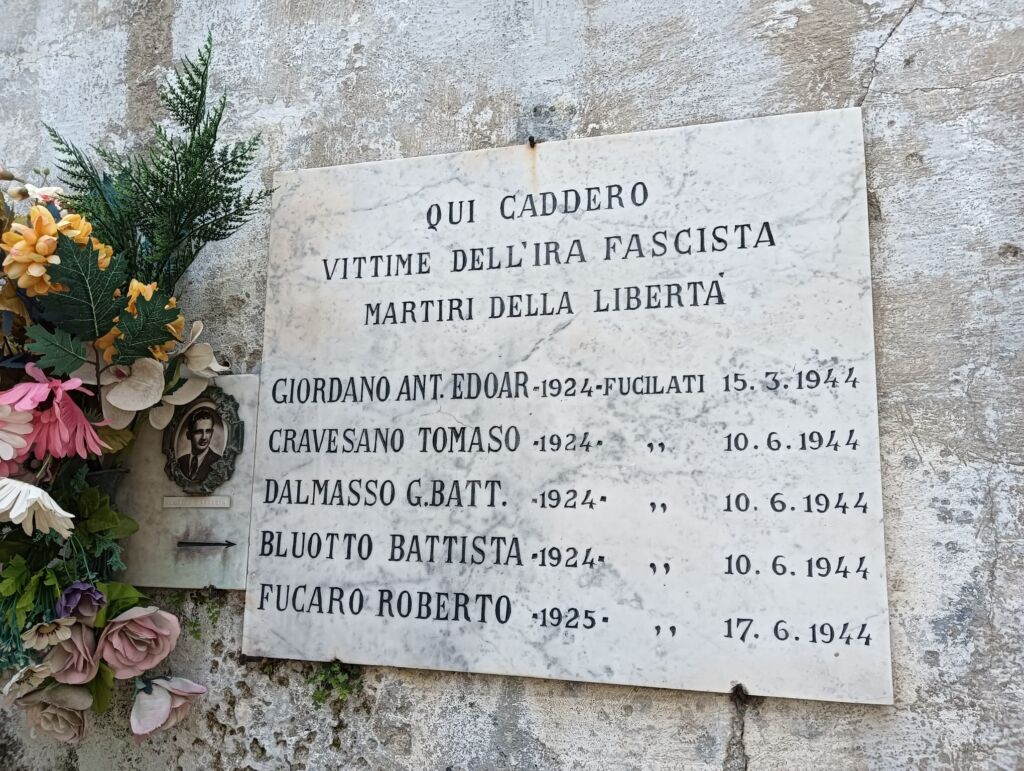 QUI CADDERO
VITTIME DELL'IRA FASCISTA
MARTIRI DELLA LIBERTÀ
GIORDANO ANT. EDOAR-1924-FUCILATI 15.3.1944
CRAVESANO TOMASO -1924- ,, 10.6.1944
DALMASSO G.BATT. -1924- ,, 10.6.1944
BLUOTTO BATTISTA -1924- ,, 10.6.1944
FUCARO ROBERTO -1925- ,, 17.6.1944